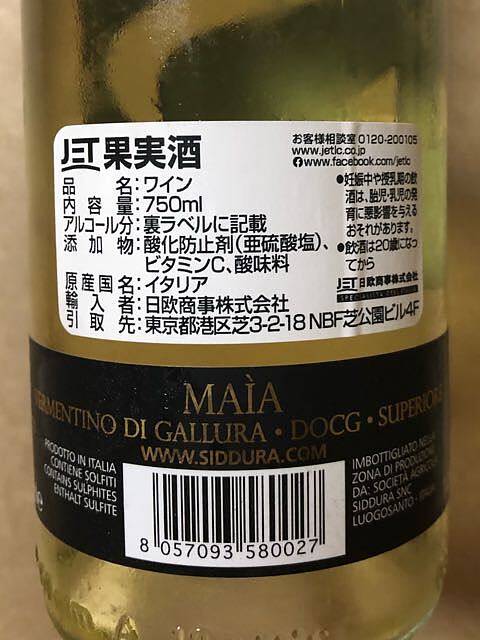 JET 果実酒
お客様相談室 0120-200105
www.jetlc.co.jp
www.facebook.com/jetlc
品名:ワイン
内容量:750ml
アルコール分:裏ラベルに記載
添加物:酸化防止剤(亜硫酸塩)、
ビタミンC、酸味料
原産国名:イタリア
輸入者:日欧商事株式会社
引取先:東京都港区芝3-2-18 NBF芝公園ビル4F
●妊娠中や授乳期の飲
酒は、胎児・乳児の発
育に悪影響を与える
おそれがあります。
●飲酒は20歳になっ
てから
JET 日欧商事株式会社
MAÌA
VERMENTINO DI GALLURA • DOCG • SUPERIORE
WWW.SIDDURA.COM
PRODOTTO IN ITALIA
CONTIENE SOLFITI
CONTAINS SULPHITES
ENTHALT SULFITE
IMBOTTIGLIATO NELLA
ZONA DI PRODUZIONE
DA: SOCIETÀ AGRICOLA
SIDDURA SNC
LUOGOSANTO - ITALIA
8 057093 580027